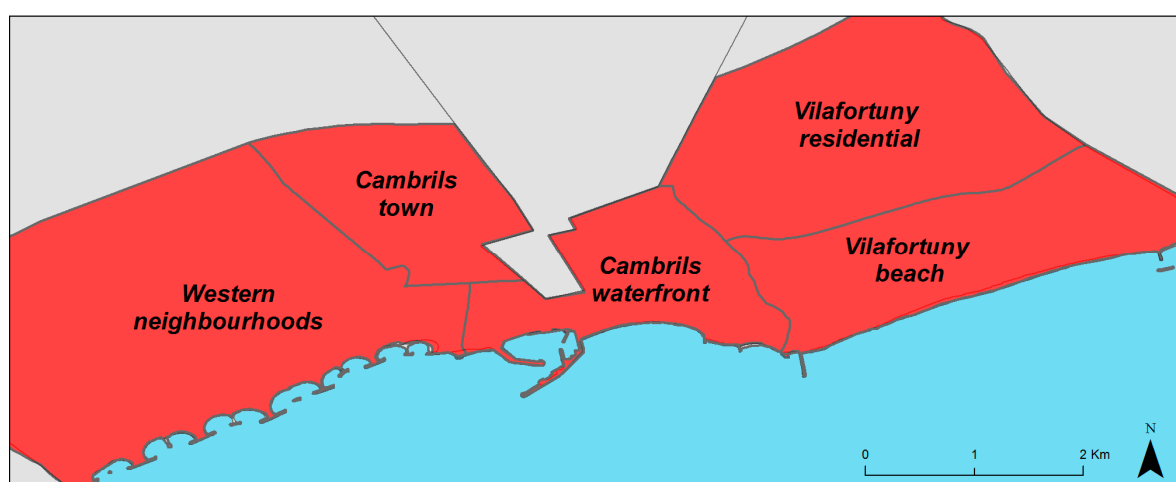 Vilafortuny
residential
Cambrils
town
Vilafortuny
beach
Cambrils
waterfront
Western
neighbourhoods
N
0 1 2 Km